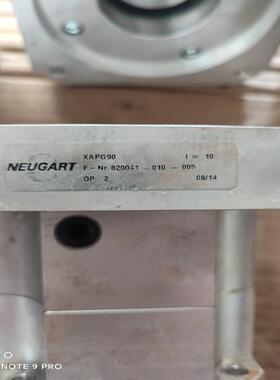 NEUGART
XAPG90 i = 10
F-Nr.820041-010-005
OP 2 08/14
NOTE 9 PRO